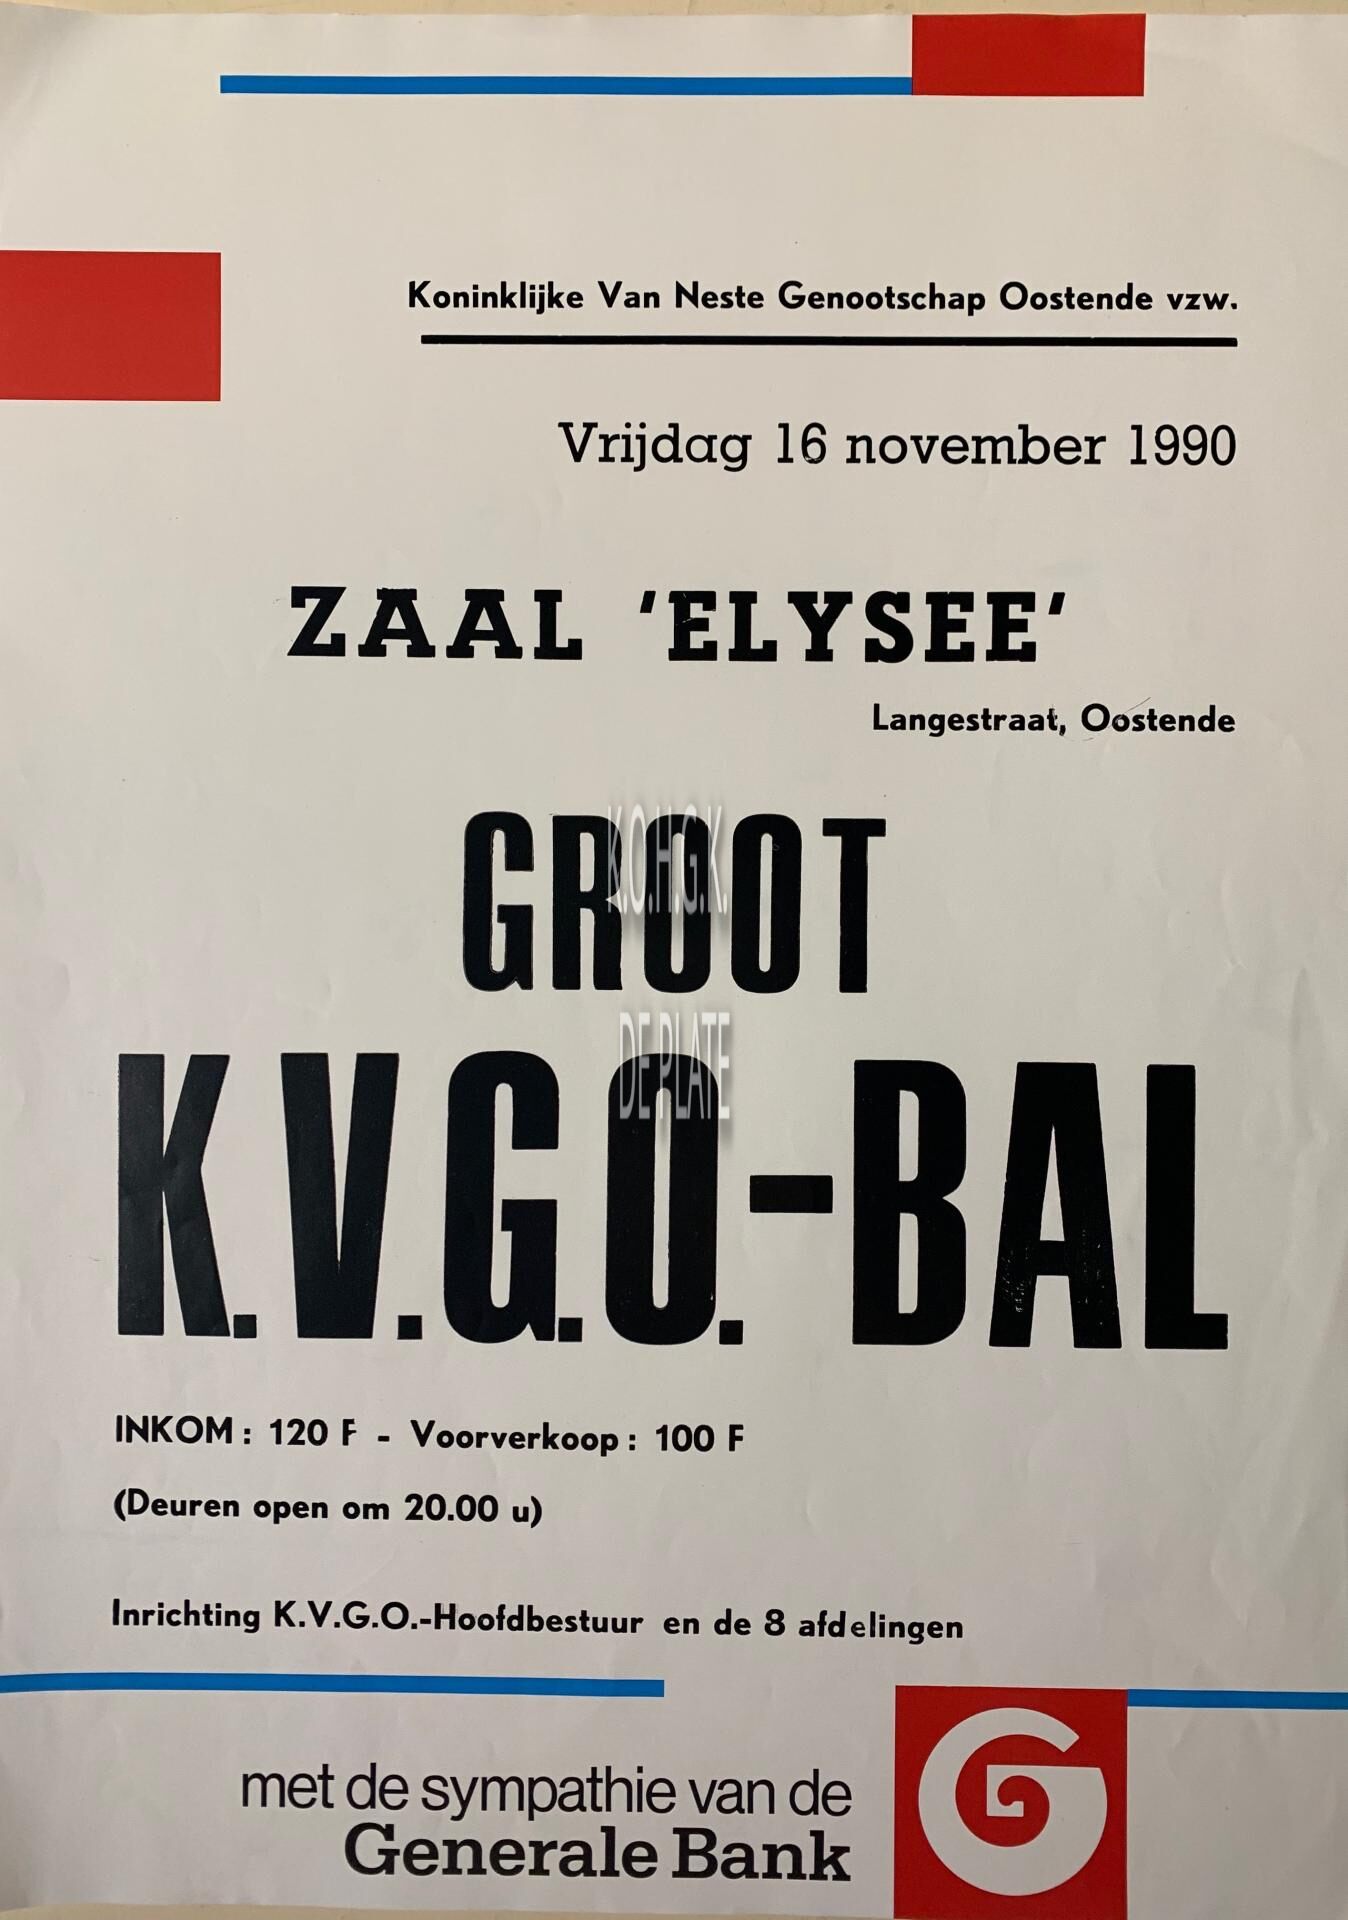 Koninklijke Van Neste Genootschap Oostende vzw.
Vrijdag 16 november 1990
ZAAL 'ELYSEE'
Langestraat, Oostende
GROOT
K.O.H.G.K.
DE PLATE
K.V.G.O.-BAL
INKOM : 120 F - Voorverkoop : 100 F
(Deuren open om 20.00 u)
Inrichting K.V.G.O.-Hoofdbestuur en de 8 afdelingen
met de sympathie van de
Generale Bank
G